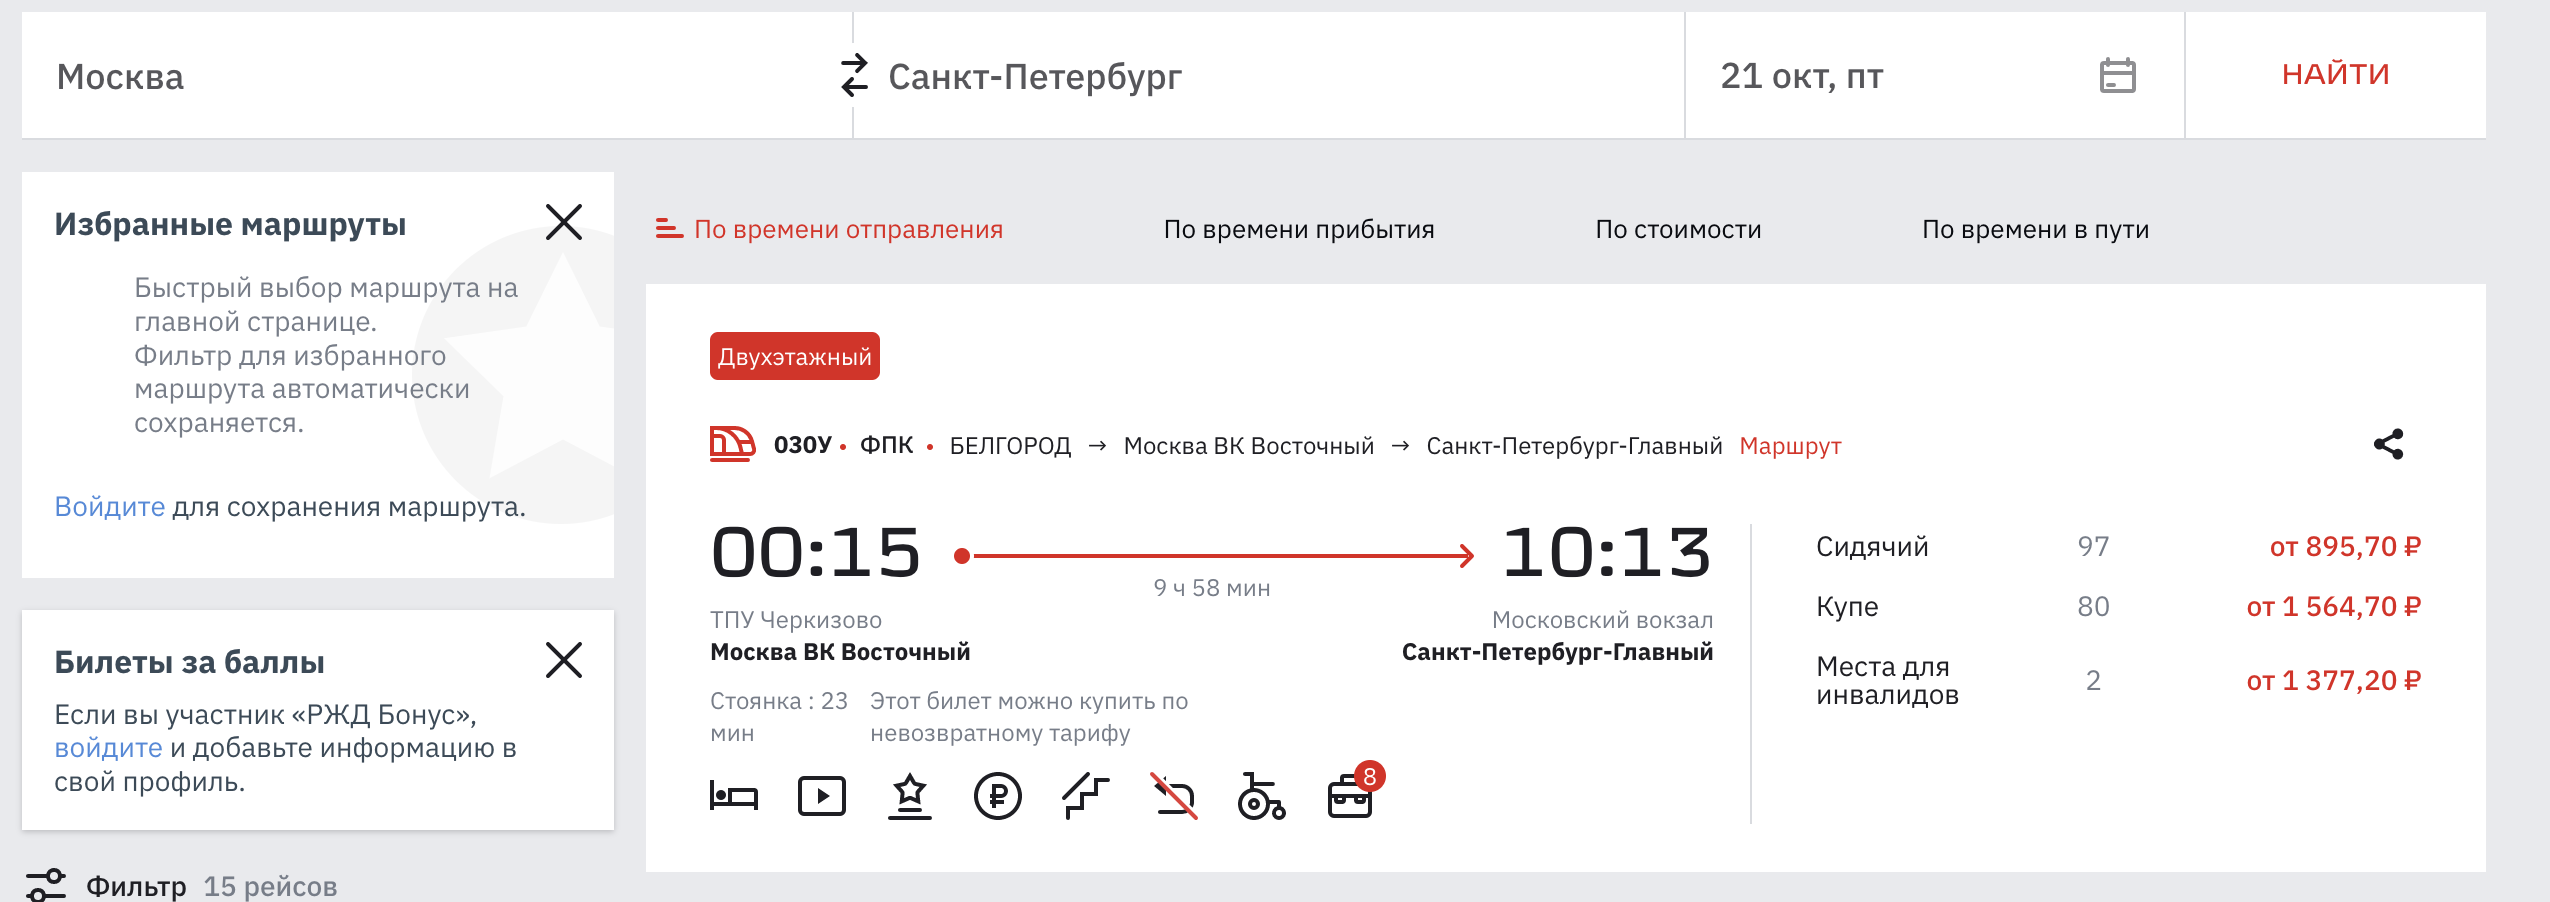 Москва
Санкт-Петербург
21 окт, пт
НАЙТИ
Избранные маршруты
Быстрый выбор маршрута на
главной странице.
Фильтр для избранного
маршрута автоматически
сохраняется.
Войдите для сохранения маршрута.
Билеты за баллы
Если вы участник «РЖД Бонус»,
войдите и добавьте информацию в
свой профиль.
Фильтр 15 рейсов
По времени отправления
По времени прибытия
По стоимости
По времени в пути
Двухэтажный
030У • ФПК • БЕЛГОРОД → Москва ВК Восточный → Санкт-Петербург-Главный Маршрут
00:15
9 ч 58 мин
10:13
ТПУ Черкизово
Москва ВК Восточный
Московский вокзал
Санкт-Петербург-Главный
Стоянка : 23
мин
Этот билет можно купить по
невозвратному тарифу
8
Сидячий 97 от 895,70 ₽
Купе 80 от 1 564,70 ₽
Места для
инвалидов 2 от 1 377,20 ₽